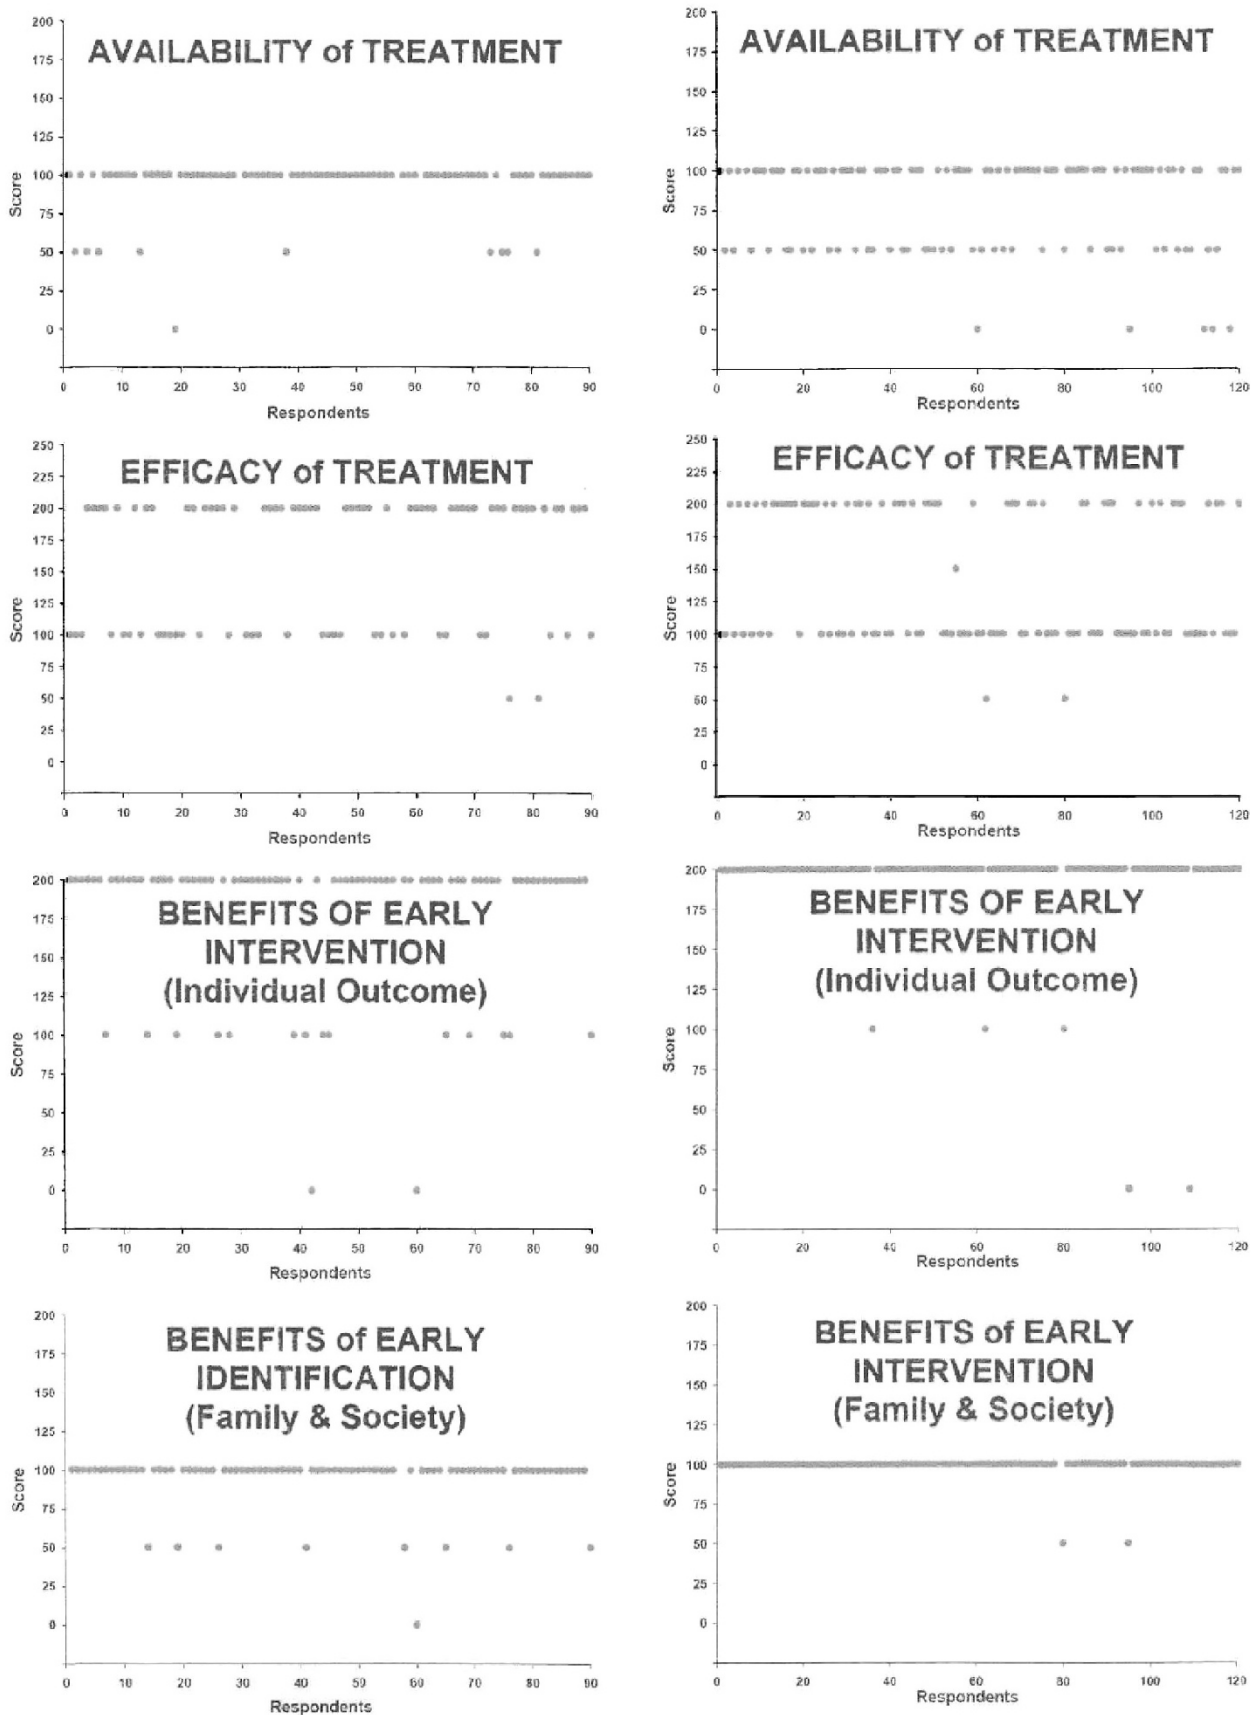 AVAILABILITY of TREATMENT
200
175
150
125
100
75
50
25
0
Score
0 10 20 30 40 50 60 70 80 90
Respondents
AVAILABILITY of TREATMENT
200
175
150
125
100
75
50
25
0
Score
0 20 40 60 80 100 120
Respondents
EFFICACY of TREATMENT
250
225
200
175
150
125
100
75
50
25
0
Score
0 10 20 30 40 50 60 70 80 90
Respondents
EFFICACY of TREATMENT
250
225
200
175
150
125
100
75
50
25
0
Score
0 20 40 60 80 100 120
Respondents
BENEFITS OF EARLY
INTERVENTION
(Individual Outcome)
200
175
150
125
100
75
50
25
0
Score
0 10 20 30 40 50 60 70 80 90
Respondents
BENEFITS OF EARLY
INTERVENTION
(Individual Outcome)
200
175
150
125
100
75
50
25
0
Score
0 20 40 60 80 100 120
Respondents
BENEFITS of EARLY
IDENTIFICATION
(Family & Society)
200
175
150
125
100
75
50
25
0
Score
0 10 20 30 40 50 60 70 80 90
Respondents
BENEFITS of EARLY
INTERVENTION
(Family & Society)
200
175
150
125
100
75
50
25
0
Score
0 20 40 60 80 100 120
Respondents